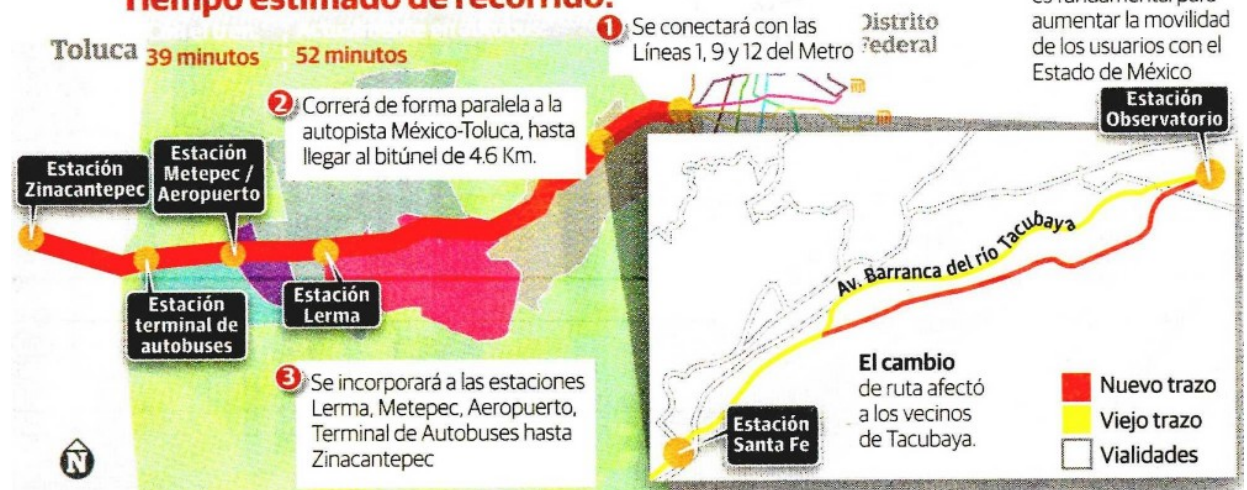 Tiempo estimado de recorrido:
Toluca
39 minutos
52 minutos
1 Se conectará con las
Líneas 1, 9 y 12 del Metro
Distrito
Federal
es fundamental para
aumentar la movilidad
de los usuarios con el
Estado de México
2 Correrá de forma paralela a la
autopista México-Toluca, hasta
llegar al bitúnel de 4.6 Km.
Estación
Zinacantepec
Estación
Metepec /
Aeropuerto
Estación
terminal de
autobuses
Estación
Lerma
3 Se incorporará a las estaciones
Lerma, Metepec, Aeropuerto,
Terminal de Autobuses hasta
Zinacantepec
N
Estación
Observatorio
Av. Barranca del río Tacubaya
Estación
Santa Fe
El cambio
de ruta afectó
a los vecinos
de Tacubaya.
Nuevo trazo
Viejo trazo
Vialidades